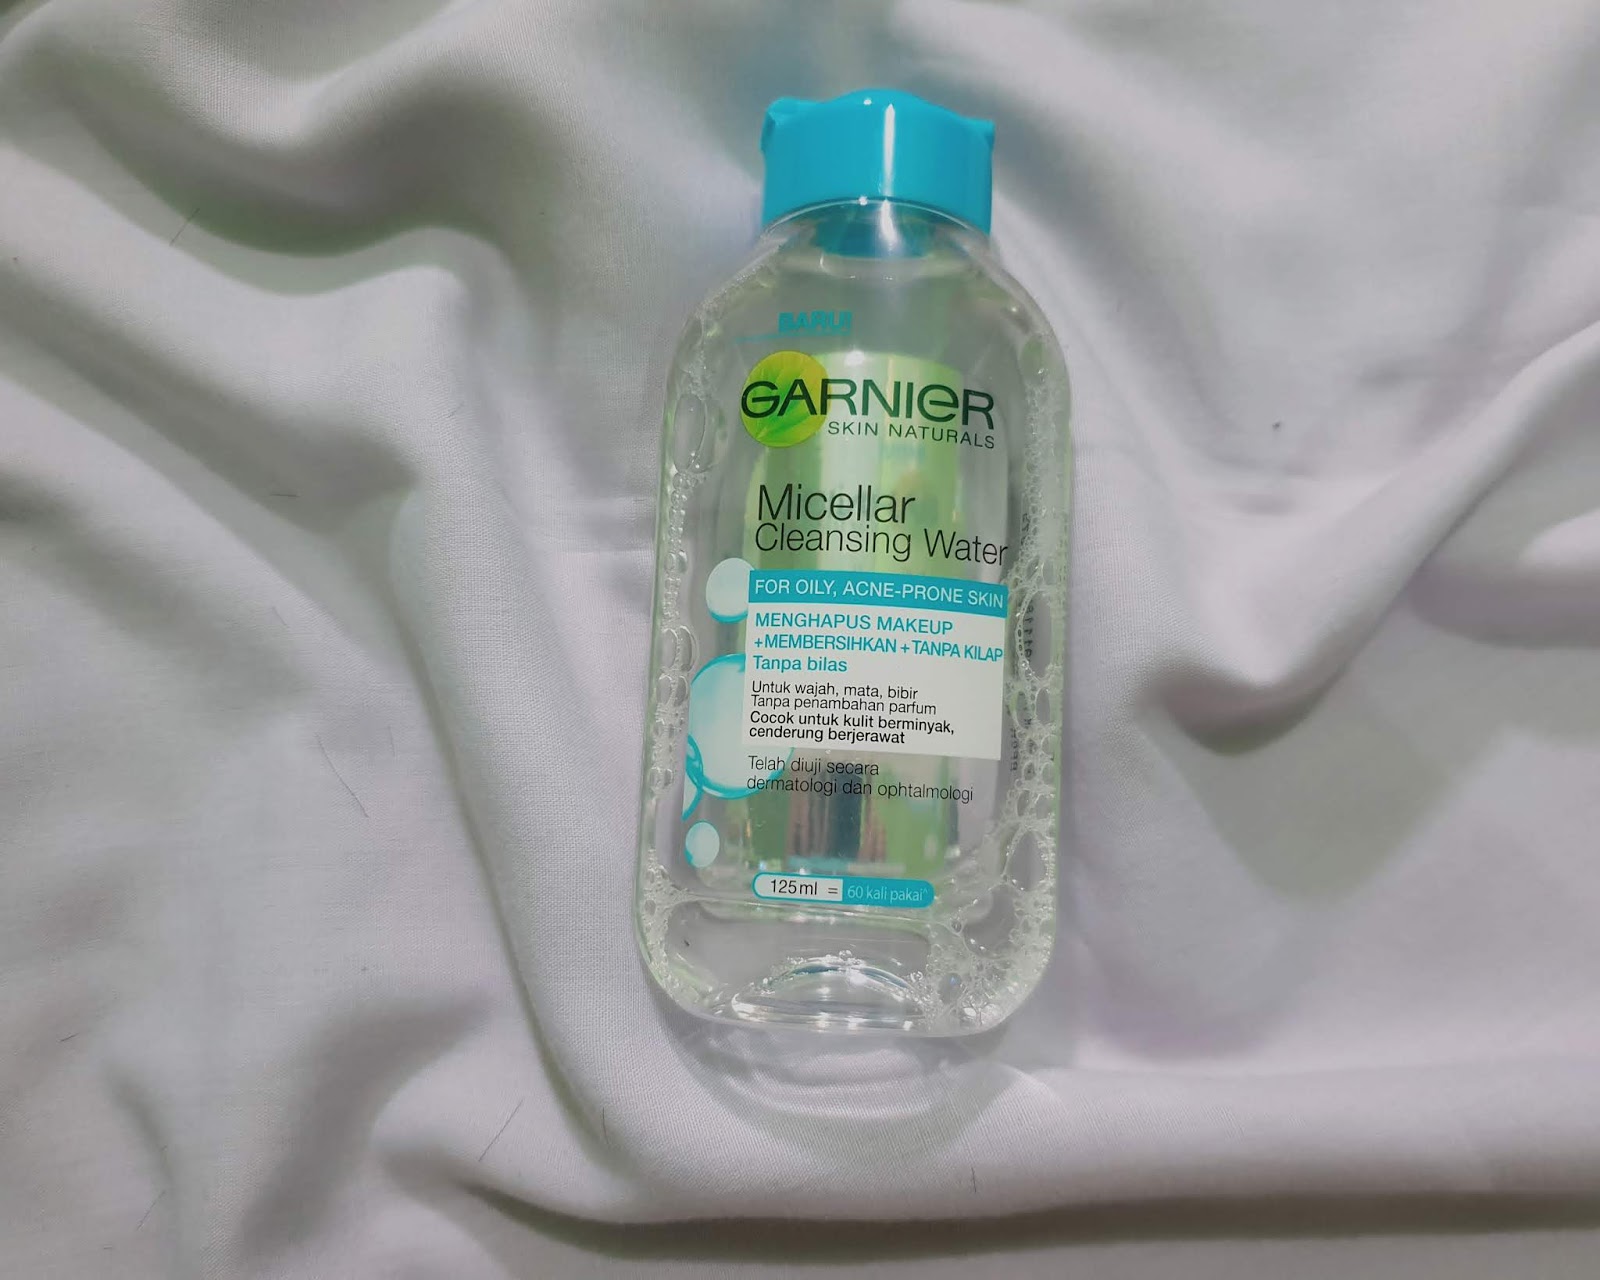 BARU!
GARNIER
SKIN NATURALS
Micellar
Cleansing Water
FOR OILY, ACNE-PRONE SKIN
MENGHAPUS MAKEUP
+MEMBERSIHKAN +TANPA KILAP
Tanpa bilas
Untuk wajah, mata, bibir
Tanpa penambahan parfum
Cocok untuk kulit berminyak,
cenderung berjerawat
Telah diuji secara
dermatologi dan ophtalmologi
125 ml = 60 kali pakai^